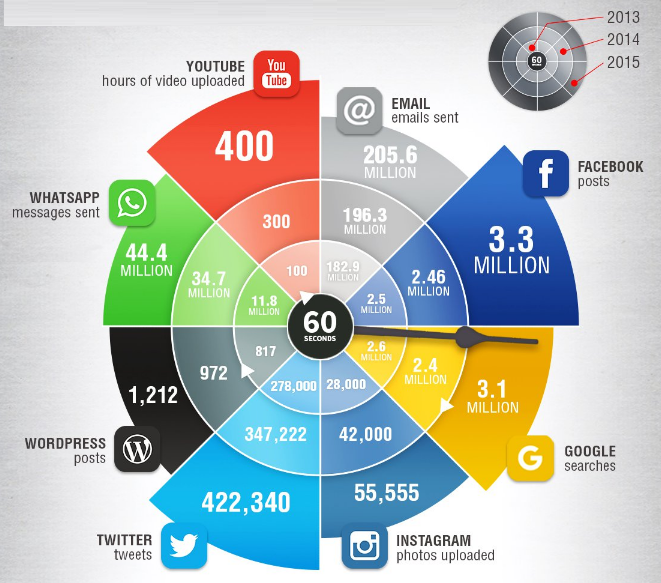 2013
2014
2015
60
YOUTUBE
hours of video uploaded
You
Tube
400
300
100
@
EMAIL
emails sent
205.6
MILLION
196.3
MILLION
182.9
MILLION
f
FACEBOOK
posts
3.3
MILLION
2.46
MILLION
2.5
MILLION
WHATSAPP
messages sent
44.4
MILLION
34.7
MILLION
11.8
MILLION
60
SECONDS
817
972
1,212
WORDPRESS
posts
W
2.6
MILLION
2.4
MILLION
3.1
MILLION
G
GOOGLE
searches
278,000
347,222
422,340
TWITTER
tweets
28,000
42,000
55,555
INSTAGRAM
photos uploaded